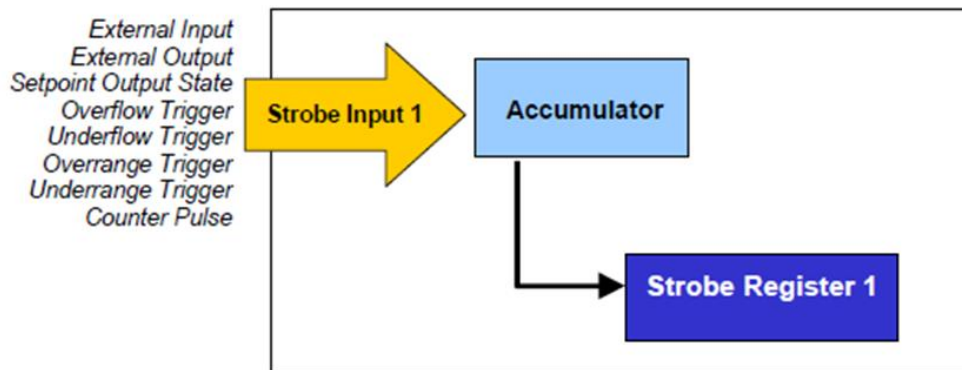 External Input
External Output
Setpoint Output State
Overflow Trigger
Underflow Trigger
Overrange Trigger
Underrange Trigger
Counter Pulse
Strobe Input 1
Accumulator
Strobe Register 1